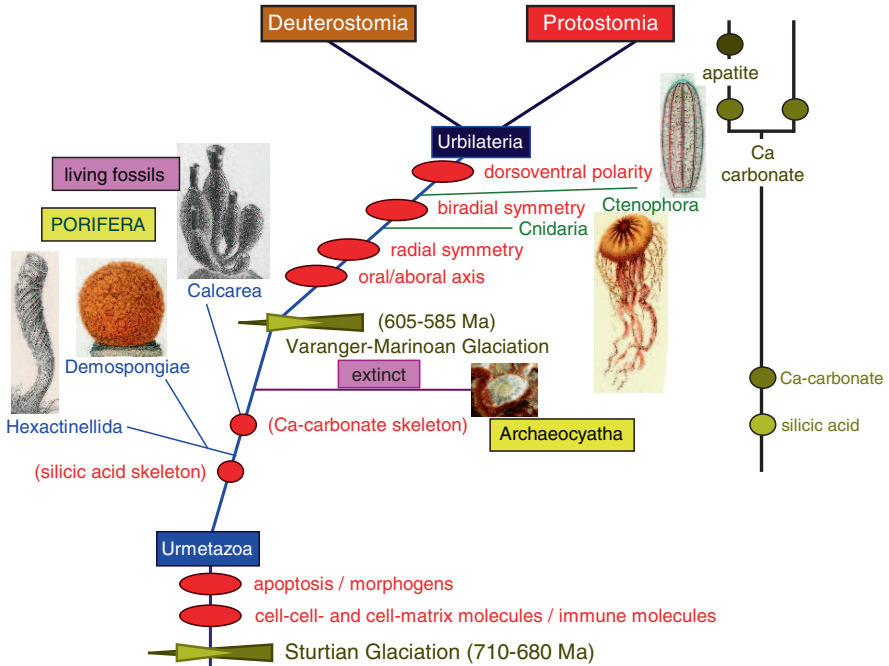 Deuterostomia
Protostomia
apatite
Urbilateria
Ca
carbonate
dorsoventral polarity
living fossils
biradial symmetry
Ctenophora
PORIFERA
Cnidaria
radial symmetry
oral/aboral axis
Calcarea
(605-585 Ma)
Varanger-Marinoan Glaciation
Demospongiae
extinct
Ca-carbonate
Hexactinellida
(Ca-carbonate skeleton)
silicic acid
Archaeocyatha
(silicic acid skeleton)
Urmetazoa
apoptosis / morphogens
cell-cell- and cell-matrix molecules / immune molecules
Sturtian Glaciation (710-680 Ma)